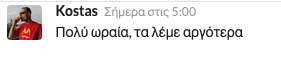 Kostas Σήμερα στις 5:00
Πολύ ωραία, τα λέμε αργότερα